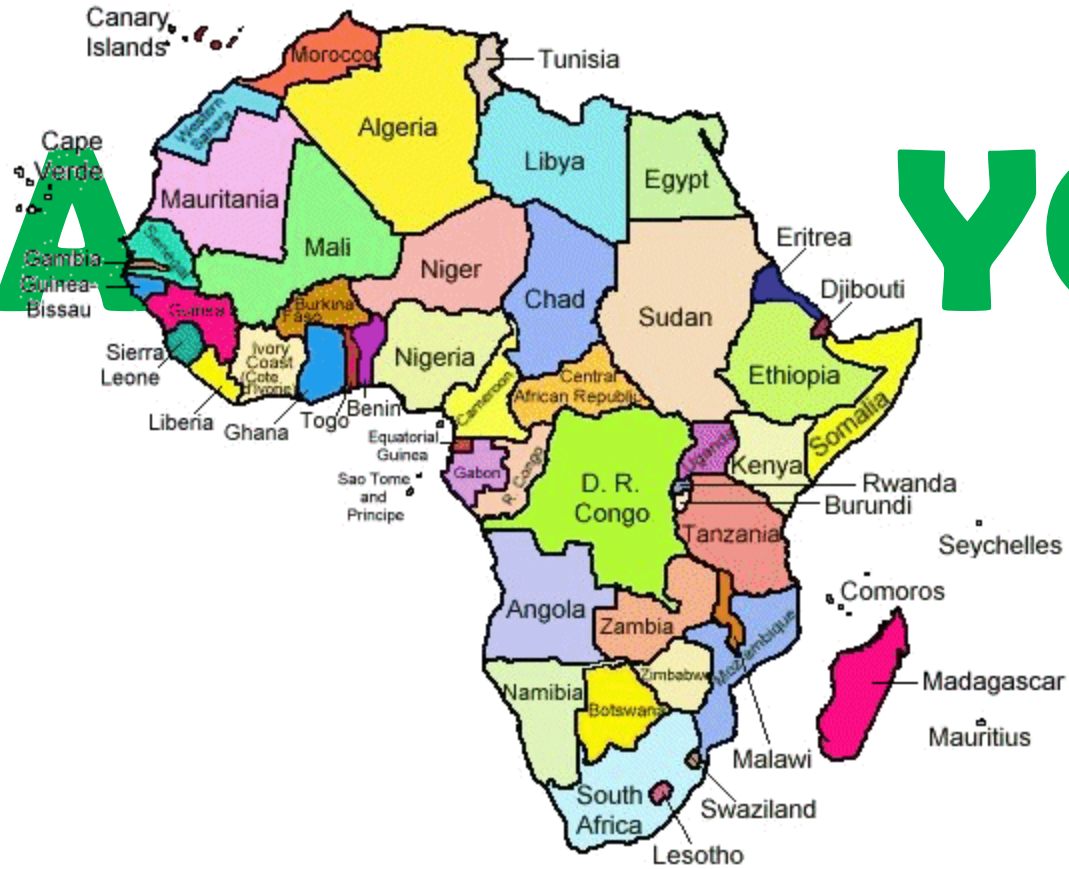 Canary
Islands
Morocco
Tunisia
Algeria
Western
Sahara
Libya
Egypt
Cape
Verde
A
YO
Mauritania
Mali
Niger
Chad
Sudan
Eritrea
Djibouti
Senegal
Gambia
Guinea-
Bissau
Guinea
Burkina
Faso
Nigeria
Ethiopia
Sierra
Leone
Ivory
Coast
(Cote
d'Ivoire)
Central
African Republic
Cameroon
Somalia
Liberia
Ghana
Togo
Benin
Equatorial
Guinea
Gabon
R. Congo
Uganda
Kenya
Sao Tome
and
Principe
D. R.
Congo
Rwanda
Burundi
Tanzania
Seychelles
Comoros
Angola
Zambia
Mozambique
Zimbabwe
Namibia
Botswana
Madagascar
Mauritius
Malawi
South
Africa
Swaziland
Lesotho